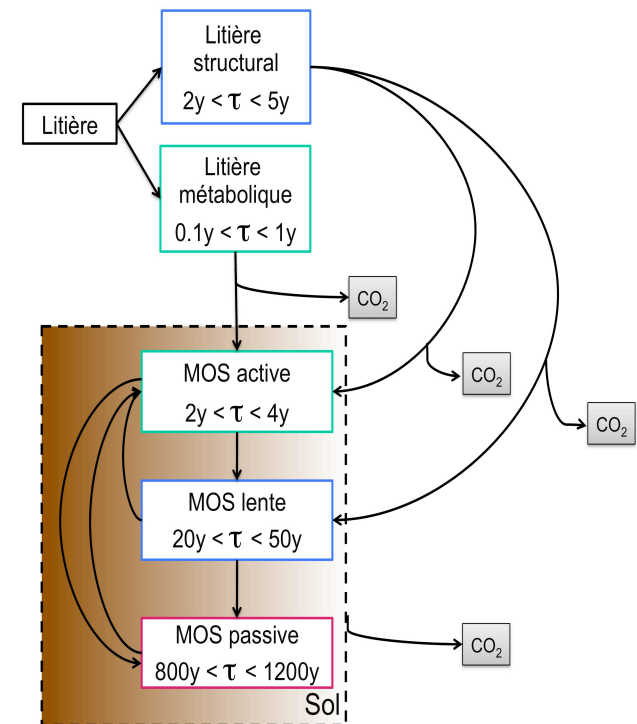 Litière
structural
2y < τ < 5y
Litière
Litière
métabolique
0.1y < τ < 1y
CO₂
MOS active
2y < τ < 4y
CO₂
CO₂
MOS lente
20y < τ < 50y
MOS passive
800y < τ < 1200y
CO₂
Sol